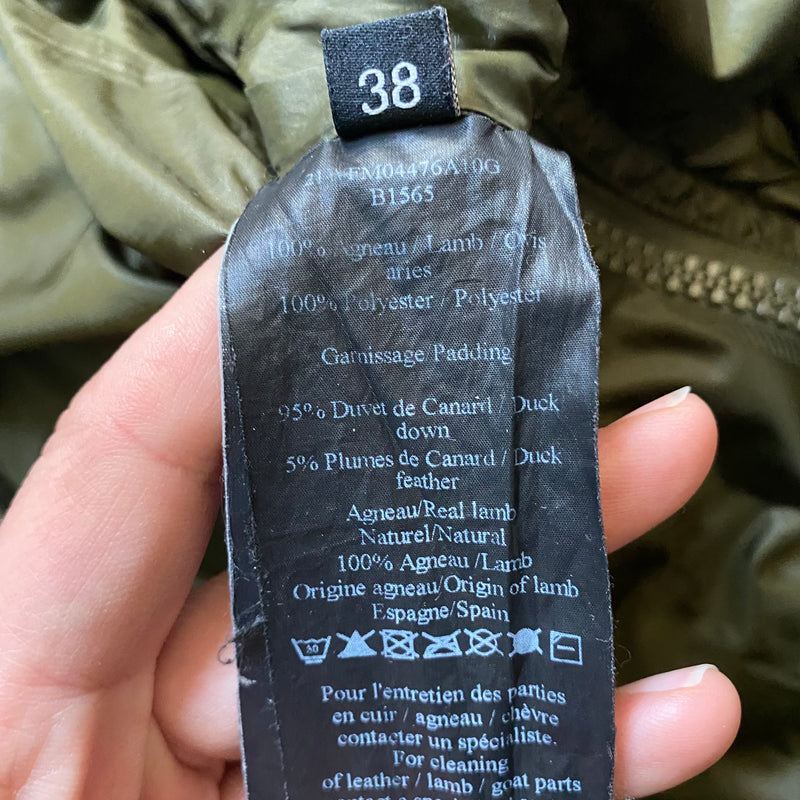 38
FM04476A10G
B1565
100% Agneau / Lamb / Ovis
aries
100% Polyester / Polyester
Garnissage Padding
95% Duvet de Canard / Duck
down
5% Plumes de Canard / Duck
feather
Agneau/Real lamb
Naturel/Natural
100% Agneau /Lamb
Origine agneau/Origin of lamb
Espagne/Spain
30
Pour l'entretien des parties
en cuir / agneau / chèvre
contacter un spécialiste.
For cleaning
of leather / lamb / goat parts